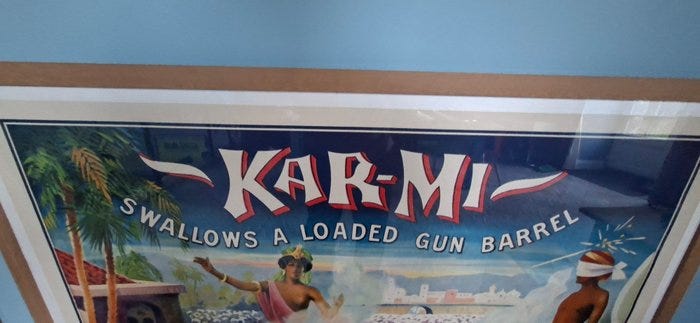 KAR-MI
SWALLOWS A LOADED GUN BARREL